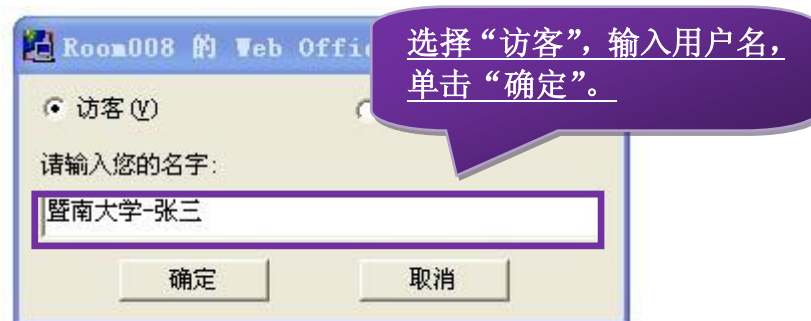 Room008 的 Web Offi
选择“访客”，输入用户名，
单击“确定”。
访客(V)
请输入您的名字:
暨南大学-张三
确定
取消